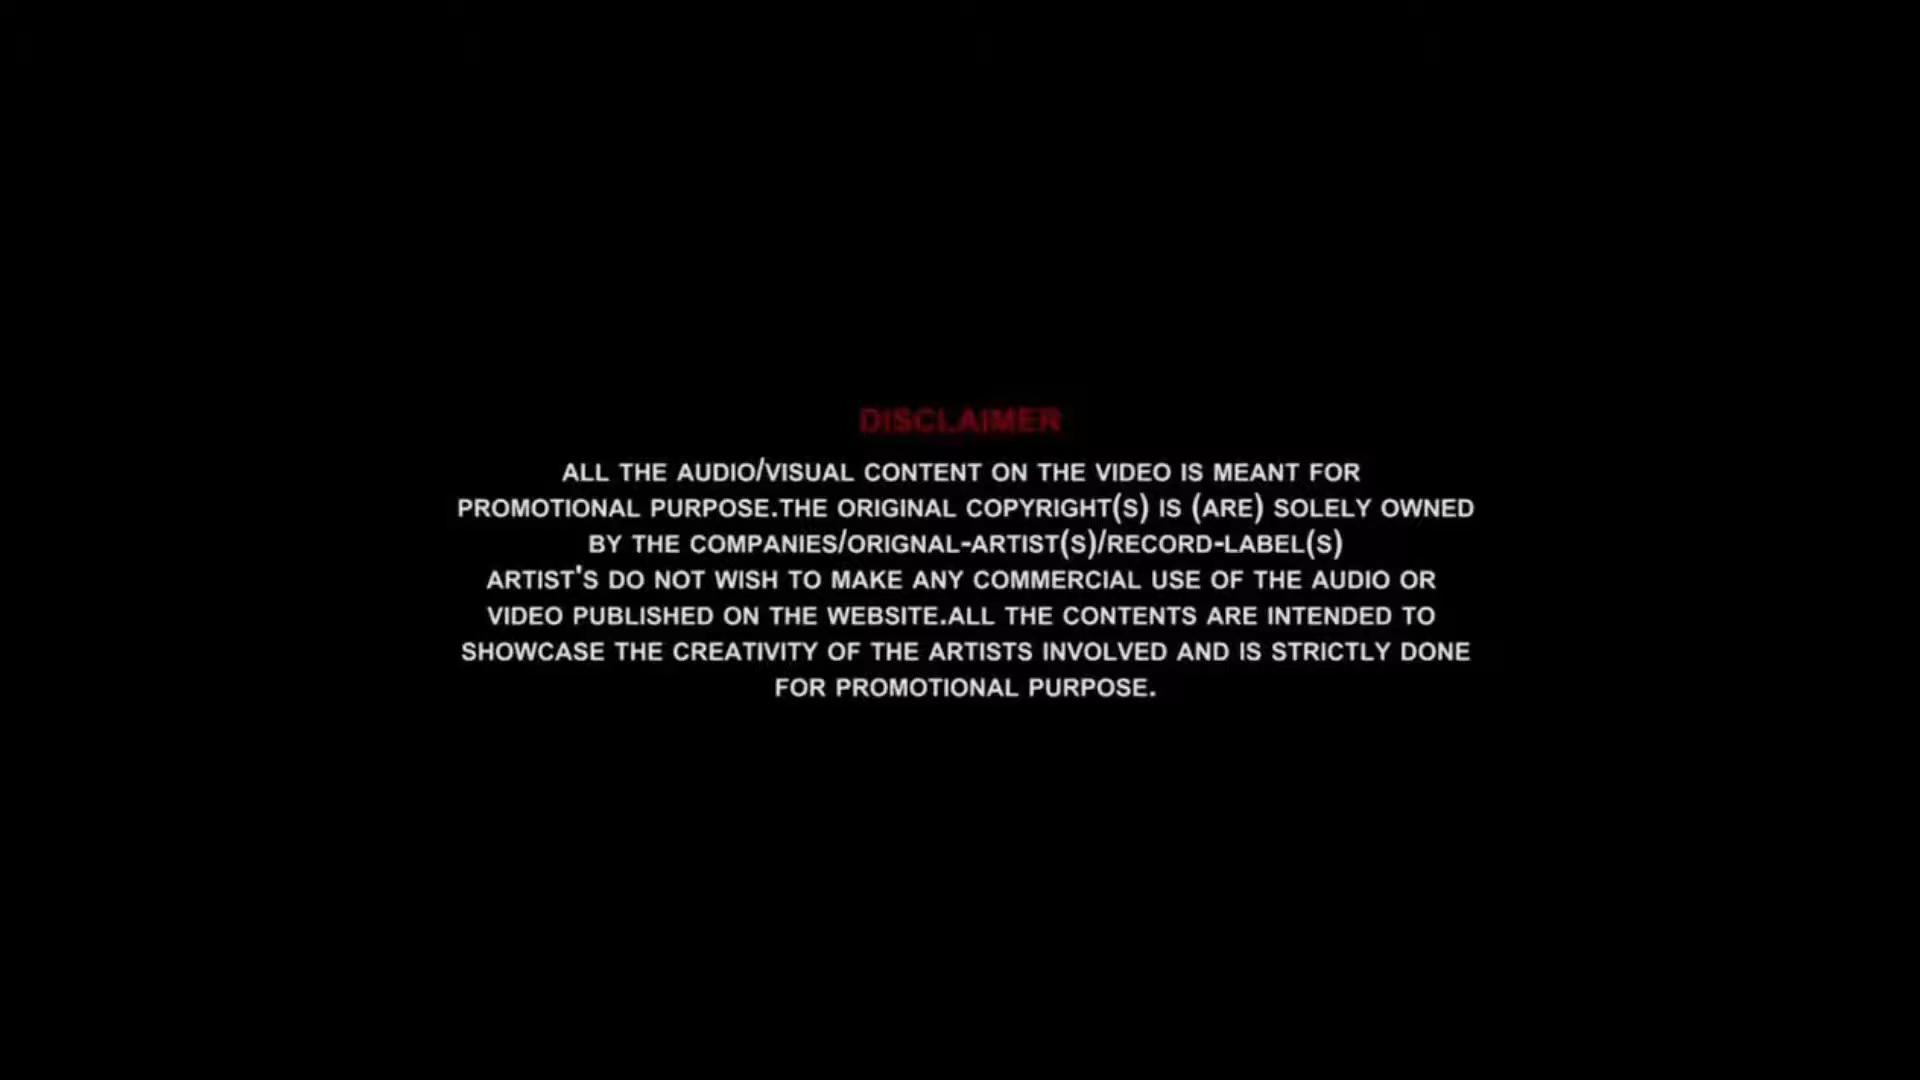 DISCLAIMER
ALL THE AUDIO/VISUAL CONTENT ON THE VIDEO IS MEANT FOR
PROMOTIONAL PURPOSE.THE ORIGINAL COPYRIGHT(S) IS (ARE) SOLELY OWNED
BY THE COMPANIES/ORIGNAL-ARTIST(S)/RECORD-LABEL(S)
ARTIST'S DO NOT WISH TO MAKE ANY COMMERCIAL USE OF THE AUDIO OR
VIDEO PUBLISHED ON THE WEBSITE.ALL THE CONTENTS ARE INTENDED TO
SHOWCASE THE CREATIVITY OF THE ARTISTS INVOLVED AND IS STRICTLY DONE
FOR PROMOTIONAL PURPOSE.